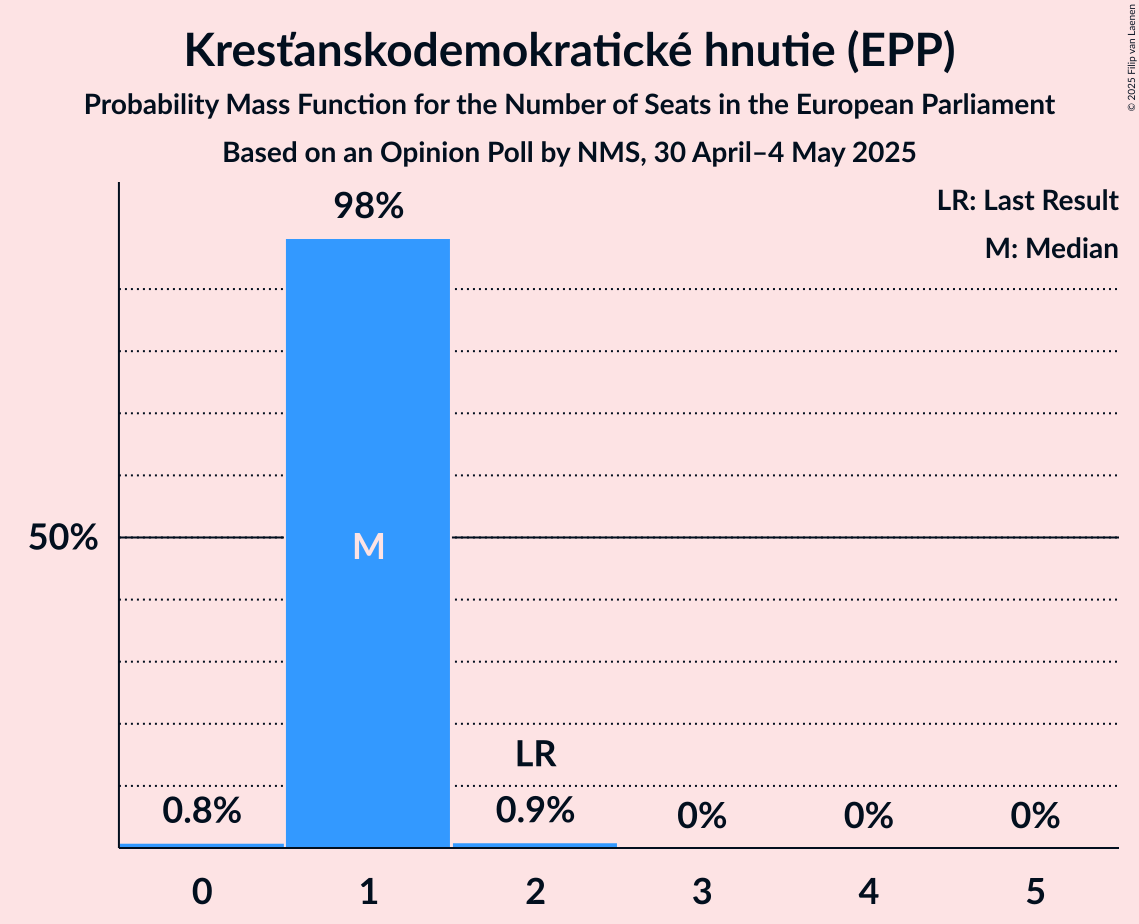 Kresťanskodemokratické hnutie (EPP)
Probability Mass Function for the Number of Seats in the European Parliament
Based on an Opinion Poll by NMS, 30 April–4 May 2025
© 2025 Filip van Laenen
LR: Last Result
M: Median
98%
50%
M
LR
0.8%
0.9%
0%
0%
0%
0
1
2
3
4
5